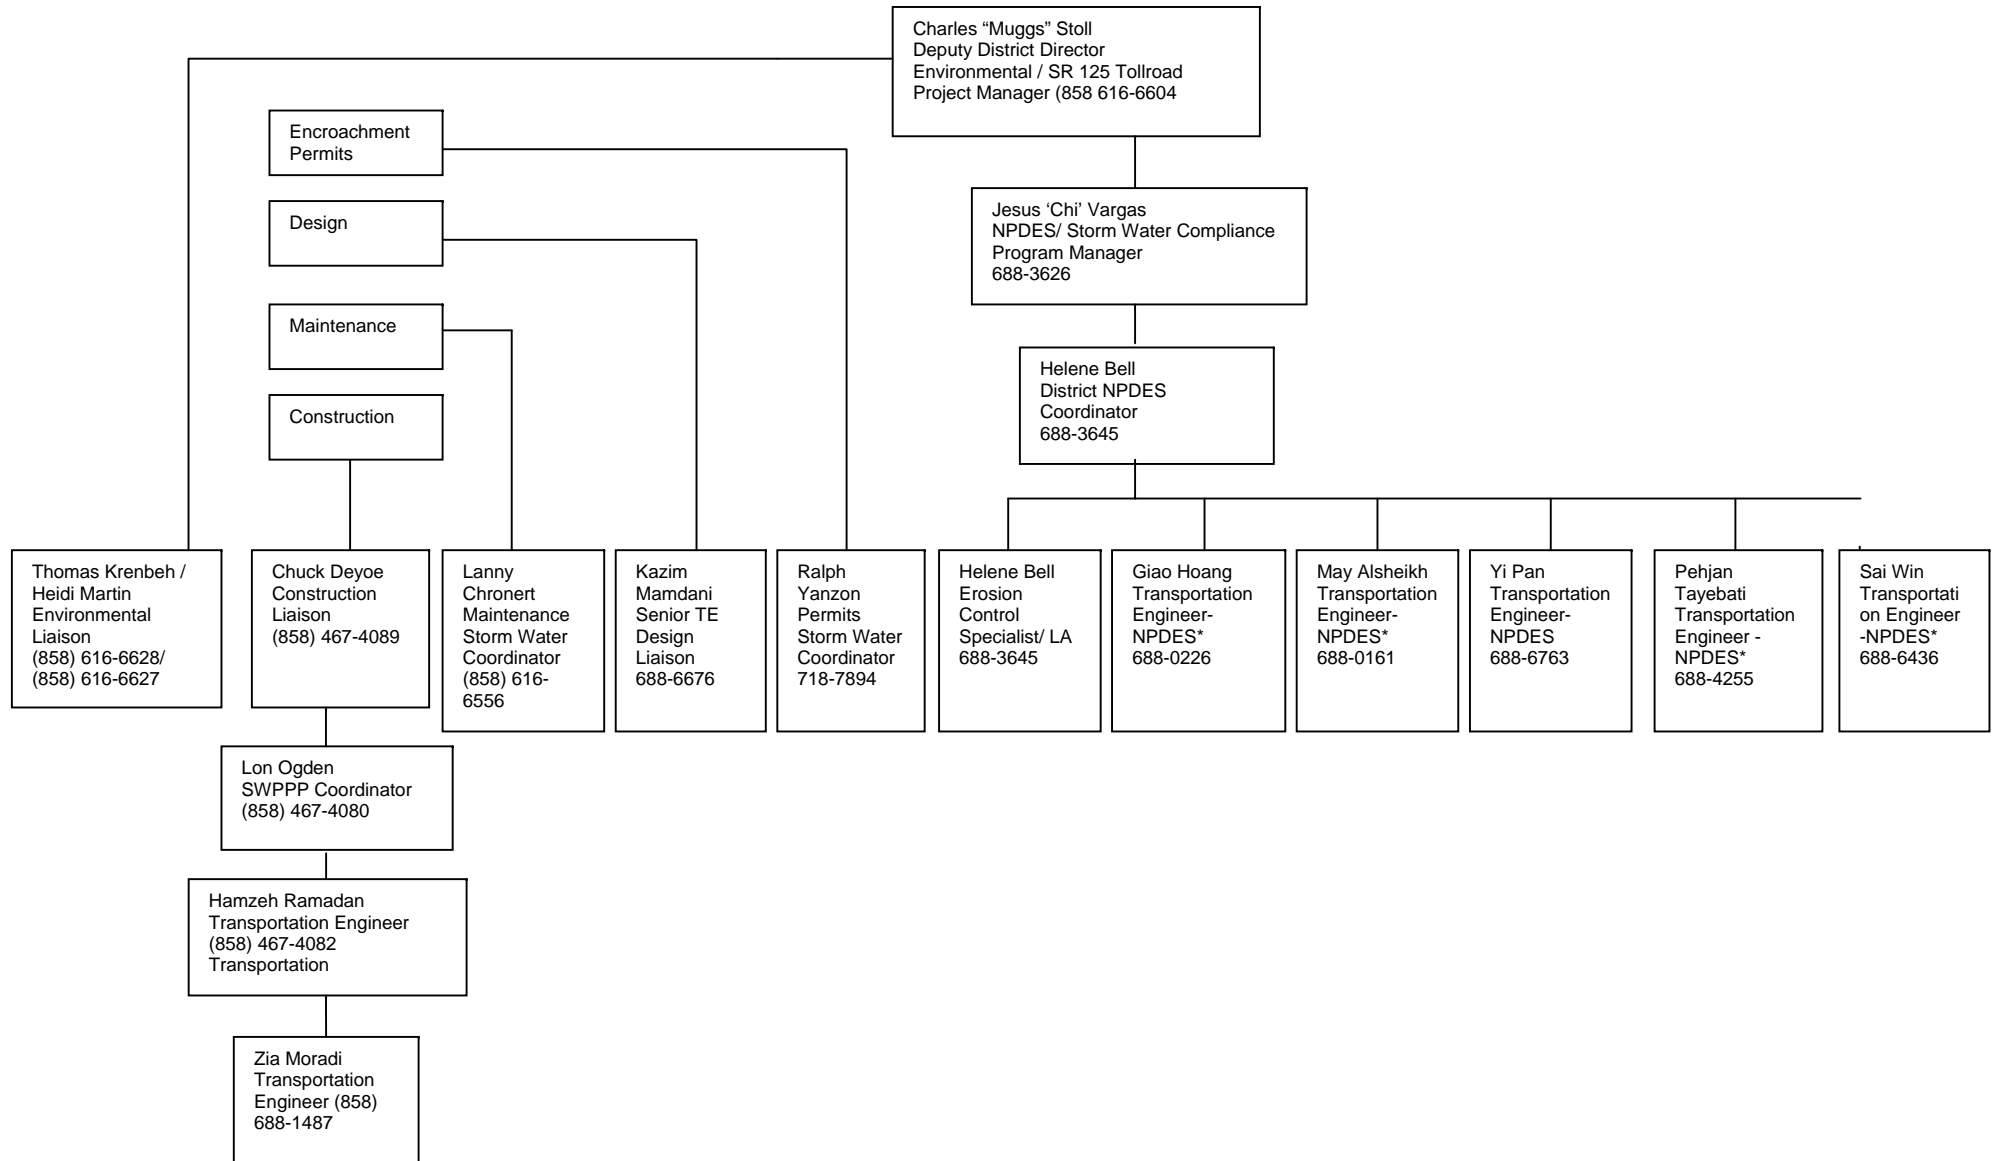 Charles “Muggs” Stoll
Deputy District Director
Environmental / SR 125 Tollroad
Project Manager (858 616-6604
Encroachment
Permits
Design
Maintenance
Construction
Jesus ‘Chi’ Vargas
NPDES/ Storm Water Compliance
Program Manager
688-3626
Helene Bell
District NPDES
Coordinator
688-3645
Thomas Krenbeh /
Heidi Martin
Environmental
Liaison
(858) 616-6628/
(858) 616-6627
Chuck Deyoe
Construction
Liaison
(858) 467-4089
Lanny
Chronert
Maintenance
Storm Water
Coordinator
(858) 616-
6556
Kazim
Mamdani
Senior TE
Design
Liaison
688-6676
Ralph
Yanzon
Permits
Storm Water
Coordinator
718-7894
Helene Bell
Erosion
Control
Specialist/ LA
688-3645
Giao Hoang
Transportation
Engineer-
NPDES*
688-0226
May Alsheikh
Transportation
Engineer-
NPDES*
688-0161
Yi Pan
Transportation
Engineer-
NPDES
688-6763
Pehjan
Tayebati
Transportation
Engineer -
NPDES*
688-4255
Sai Win
Transportati
on Engineer
-NPDES*
688-6436
Lon Ogden
SWPPP Coordinator
(858) 467-4080
Hamzeh Ramadan
Transportation Engineer
(858) 467-4082
Transportation
Zia Moradi
Transportation
Engineer (858)
688-1487